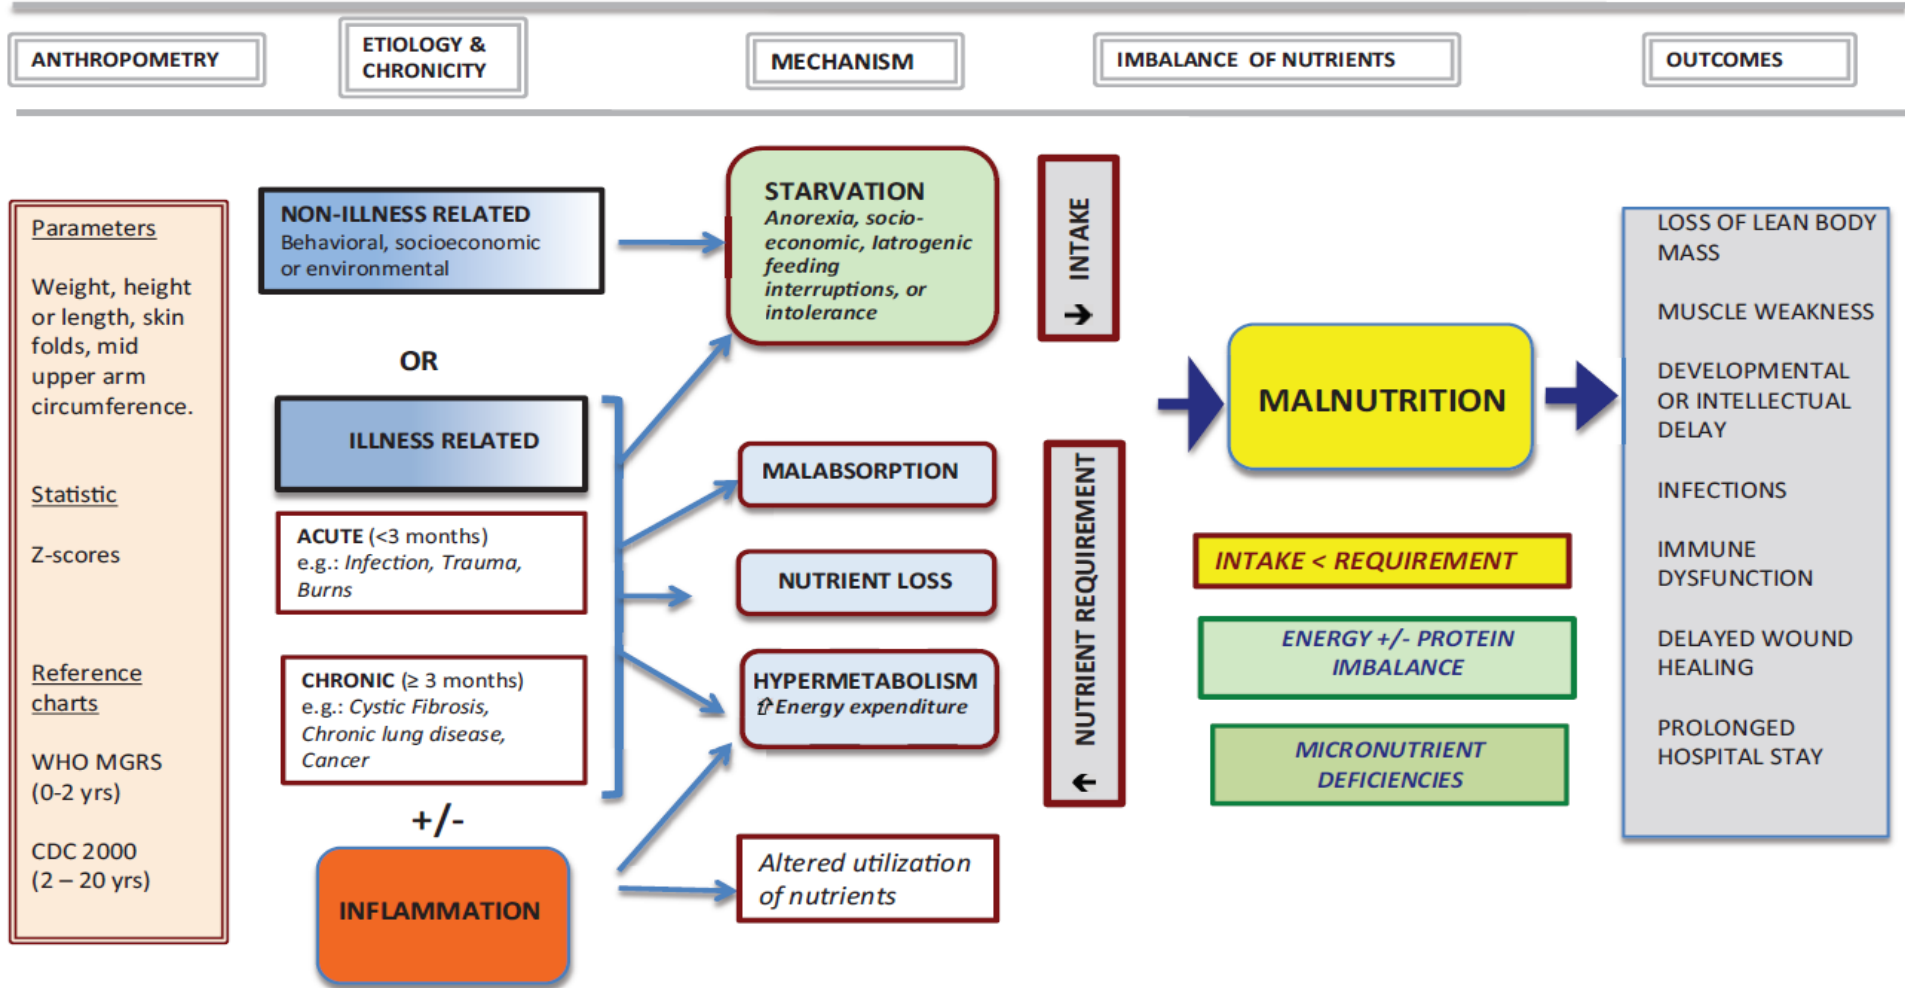 ANTHROPOMETRY
ETIOLOGY &
CHRONICITY
MECHANISM
IMBALANCE OF NUTRIENTS
OUTCOMES
Parameters
Weight, height
or length, skin
folds, mid
upper arm
circumference.
Statistic
Z-scores
Reference
charts
WHO MGRS
(0-2 yrs)
CDC 2000
(2 – 20 yrs)
NON-ILLNESS RELATED
Behavioral, socioeconomic
or environmental
OR
ILLNESS RELATED
ACUTE (<3 months)
e.g.: Infection, Trauma,
Burns
CHRONIC (≥ 3 months)
e.g.: Cystic Fibrosis,
Chronic lung disease,
Cancer
+/-
INFLAMMATION
STARVATION
Anorexia, socio-
economic, Iatrogenic
feeding
interruptions, or
intolerance
MALABSORPTION
NUTRIENT LOSS
HYPERMETABOLISM
⇧ Energy expenditure
Altered utilization
of nutrients
➔ INTAKE
➔ NUTRIENT REQUIREMENT
MALNUTRITION
INTAKE < REQUIREMENT
ENERGY +/- PROTEIN
IMBALANCE
MICRONUTRIENT
DEFICIENCIES
LOSS OF LEAN BODY
MASS
MUSCLE WEAKNESS
DEVELOPMENTAL
OR INTELLECTUAL
DELAY
INFECTIONS
IMMUNE
DYSFUNCTION
DELAYED WOUND
HEALING
PROLONGED
HOSPITAL STAY